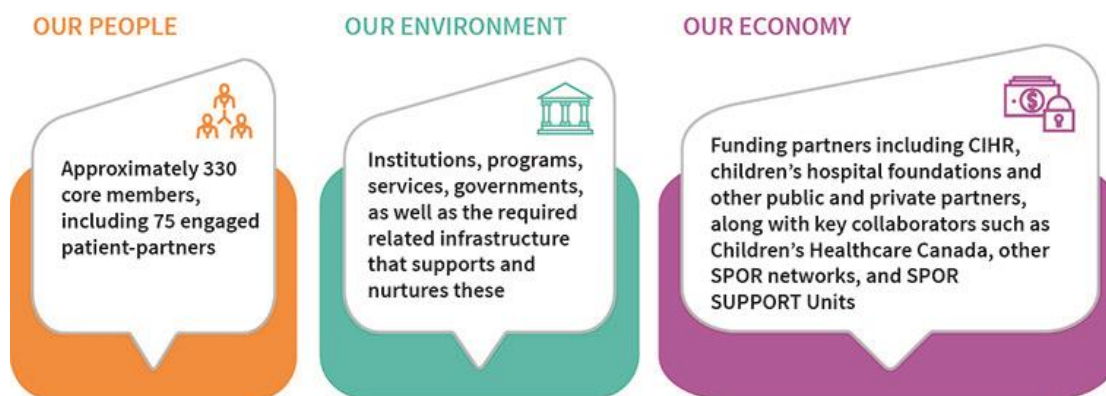 OUR PEOPLE
Approximately 330
core members,
including 75 engaged
patient-partners
OUR ENVIRONMENT
Institutions, programs,
services, governments,
as well as the required
related infrastructure
that supports and
nurtures these
OUR ECONOMY
$
Funding partners including CIHR,
children’s hospital foundations and
other public and private partners,
along with key collaborators such as
Children’s Healthcare Canada, other
SPOR networks, and SPOR
SUPPORT Units